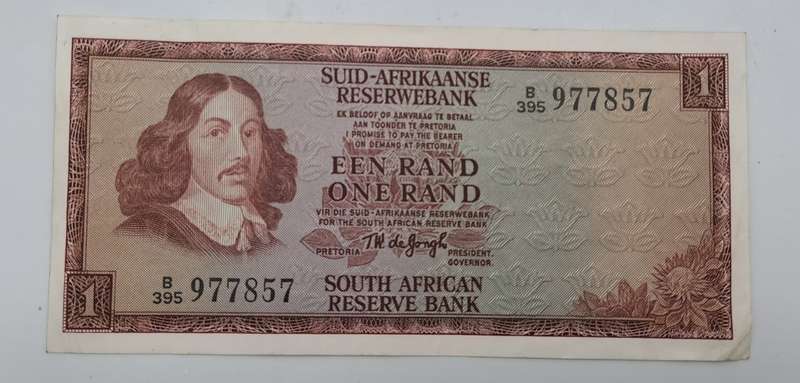 SUID-AFRIKAANSE
RESERWEBANK
B
395 977857
1
EK BELOOF OP AANVRAAG TE BETAAL
AAN TOONDER TE PRETORIA
I PROMISE TO PAY THE BEARER
ON DEMAND AT PRETORIA
EEN RAND
ONE RAND
VIR DIE SUID-AFRIKAANSE RESERWEBANK
FOR THE SOUTH AFRICAN RESERVE BANK
T.W. de Jongh
PRETORIA PRESIDENT.
GOVERNOR.
1
B
395 977857
SOUTH AFRICAN
RESERVE BANK